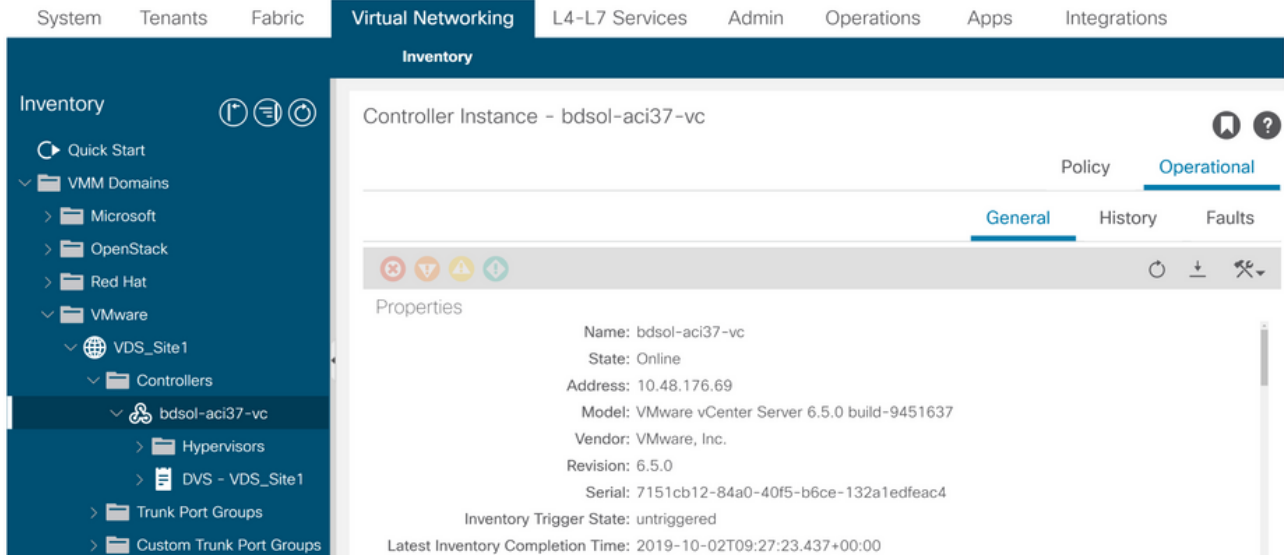 System Tenants Fabric Virtual Networking L4-L7 Services Admin Operations Apps Integrations
Inventory
Inventory
Quick Start
VMM Domains
Microsoft
OpenStack
Red Hat
VMware
VDS_Site1
Controllers
bdsol-aci37-vc
Hypervisors
DVS - VDS_Site1
Trunk Port Groups
Custom Trunk Port Groups
Controller Instance - bdsol-aci37-vc
Policy Operational
General History Faults
Properties
Name: bdsol-aci37-vc
State: Online
Address: 10.48.176.69
Model: VMware vCenter Server 6.5.0 build-9451637
Vendor: VMware, Inc.
Revision: 6.5.0
Serial: 7151cb12-84a0-40f5-b6ce-132a1edfeac4
Inventory Trigger State: untriggered
Latest Inventory Completion Time: 2019-10-02T09:27:23.437+00:00